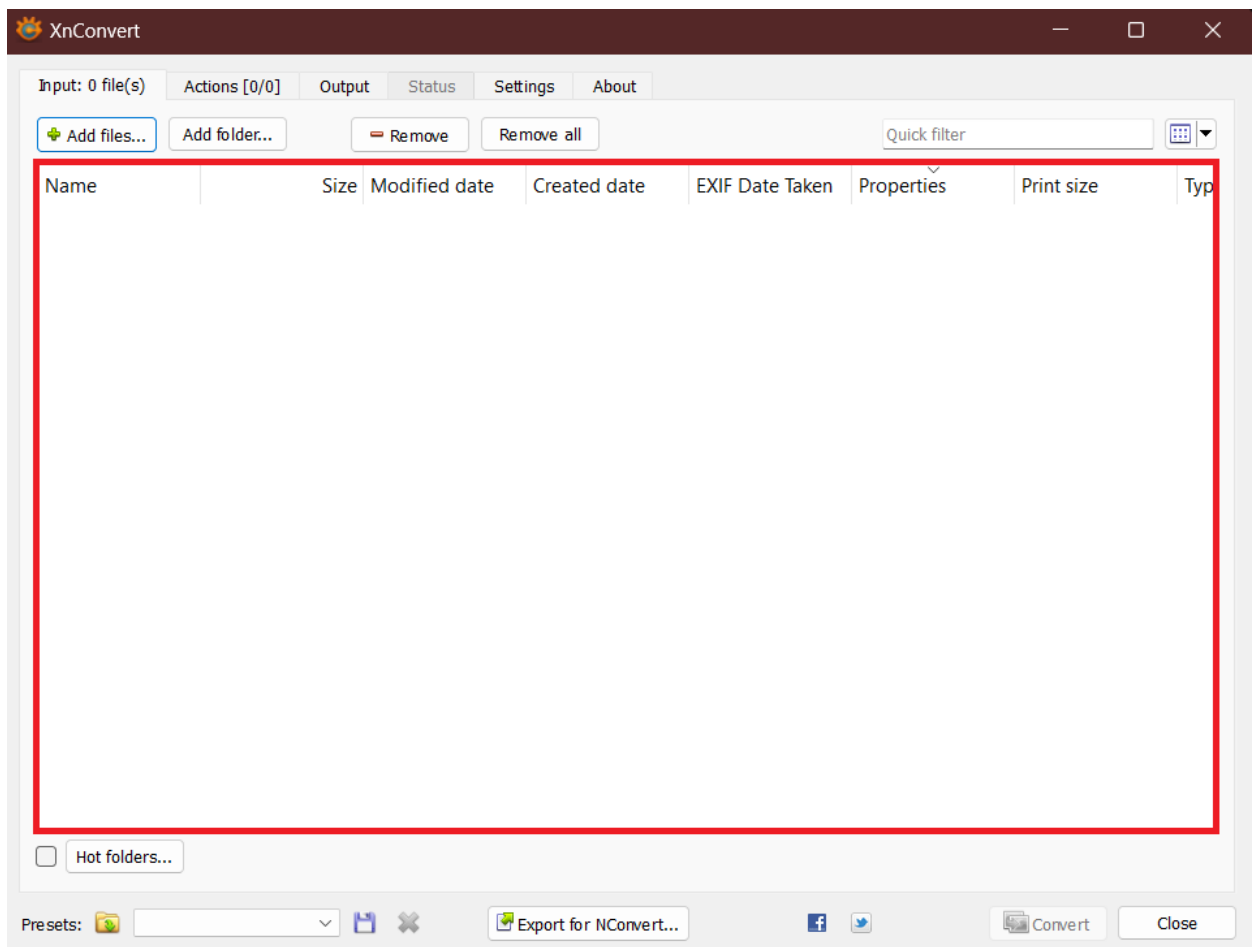 XnConvert
Input: 0 file(s) Actions [0/0] Output Status Settings About
Add files... Add folder... Remove Remove all Quick filter
Name Size Modified date Created date EXIF Date Taken Properties Print size Typ
Hot folders...
Presets: Export for NConvert... Convert Close